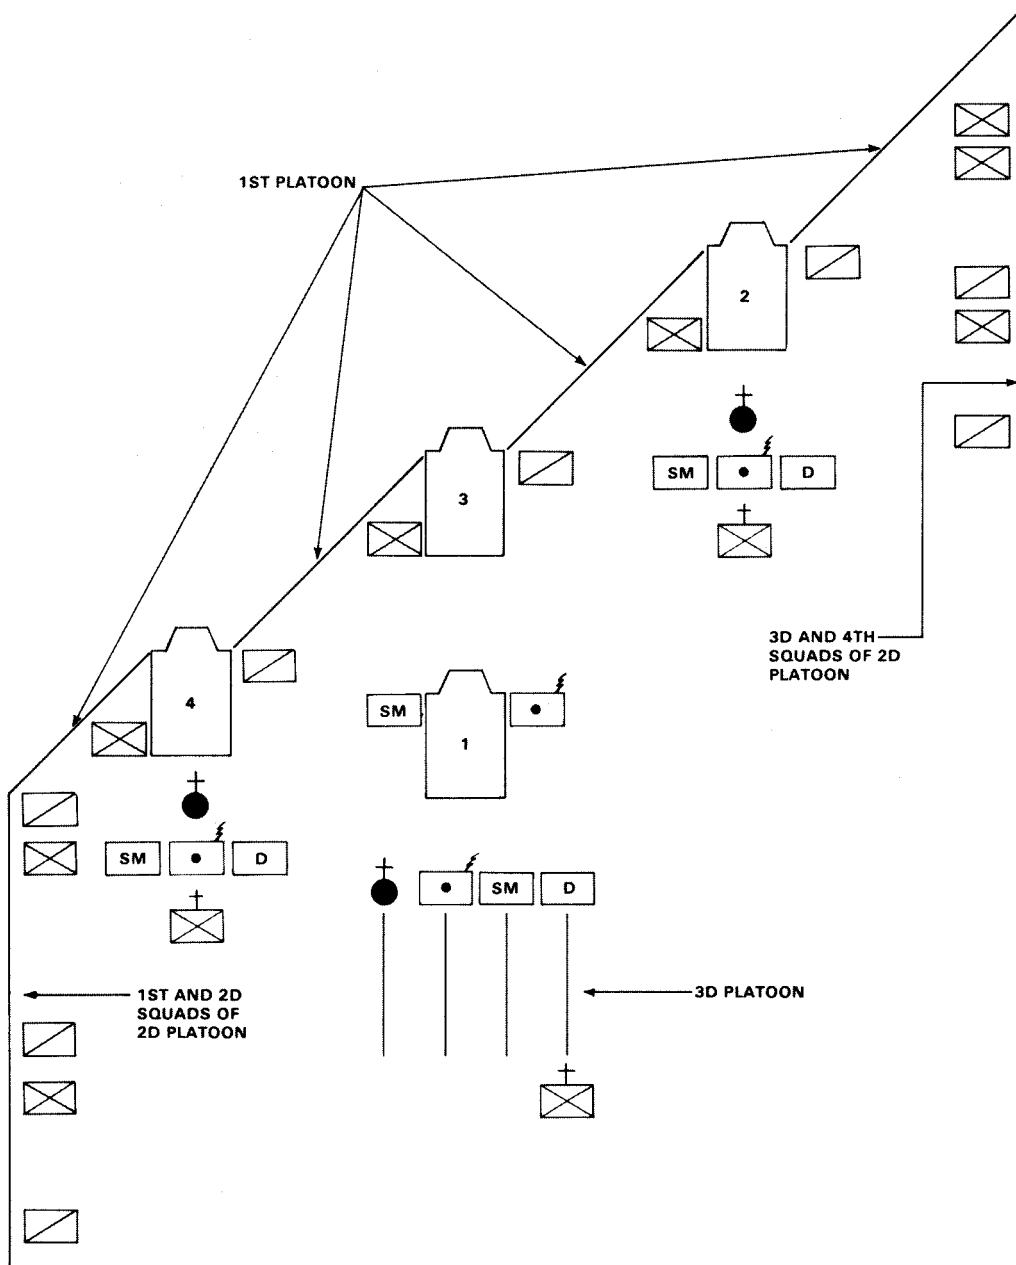 1ST PLATOON
2
3
SM
D
3D AND 4TH
SQUADS OF 2D
PLATOON
4
SM
1
SM
D
SM
D
1ST AND 2D
SQUADS OF
2D PLATOON
3D PLATOON